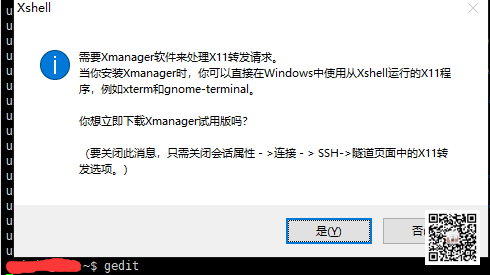 Xshell
需要Xmanager软件来处理X11转发请求。
当你安装Xmanager时，你可以直接在Windows中使用从Xshell运行的X11程
序，例如xterm和gnome-terminal。
你想立即下载Xmanager试用版吗?
（要关闭此消息，只需关闭会话属性 - >连接 - > SSH->隧道页面中的X11转
发选项。）
是(Y)
否
:~$ gedit